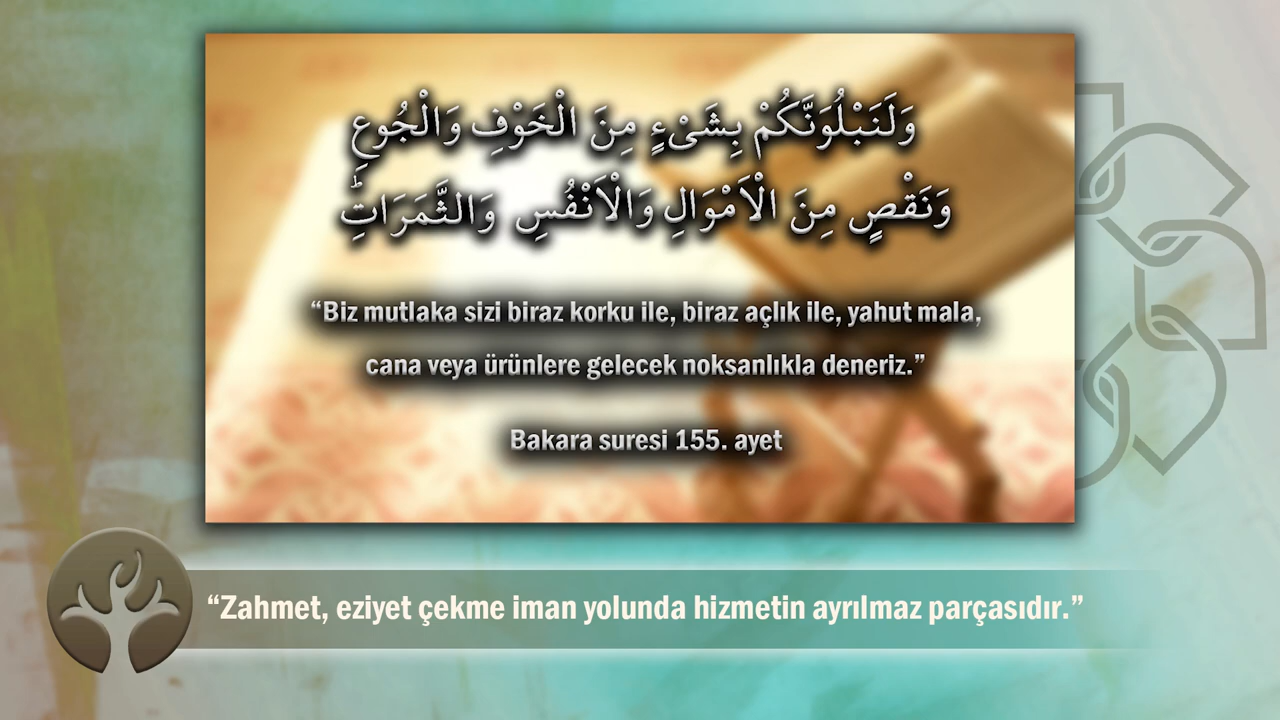 وَلَنَبْلُوَنَّكُمْ بِشَىْءٍ مِنَ الْخَوْفِ وَالْجُوعِ
وَنَقْصٍ مِنَ الْاَمْوَالِ وَالْاَنْفُسِ وَالثَّمَرَاتِۜ
“Biz mutlaka sizi biraz korku ile, biraz açlık ile, yahut mala,
cana veya ürünlere gelecek noksanlıkla deneriz.”
Bakara suresi 155. ayet
“Zahmet, eziyet çekme iman yolunda hizmetin ayrılmaz parçasıdır.”